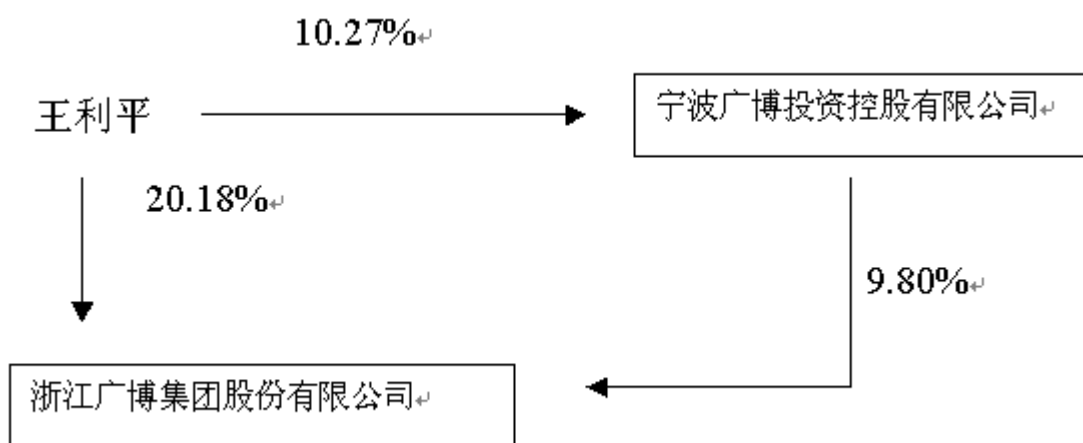 10.27%
王利平
宁波广博投资控股有限公司
20.18%
9.80%
浙江广博集团股份有限公司